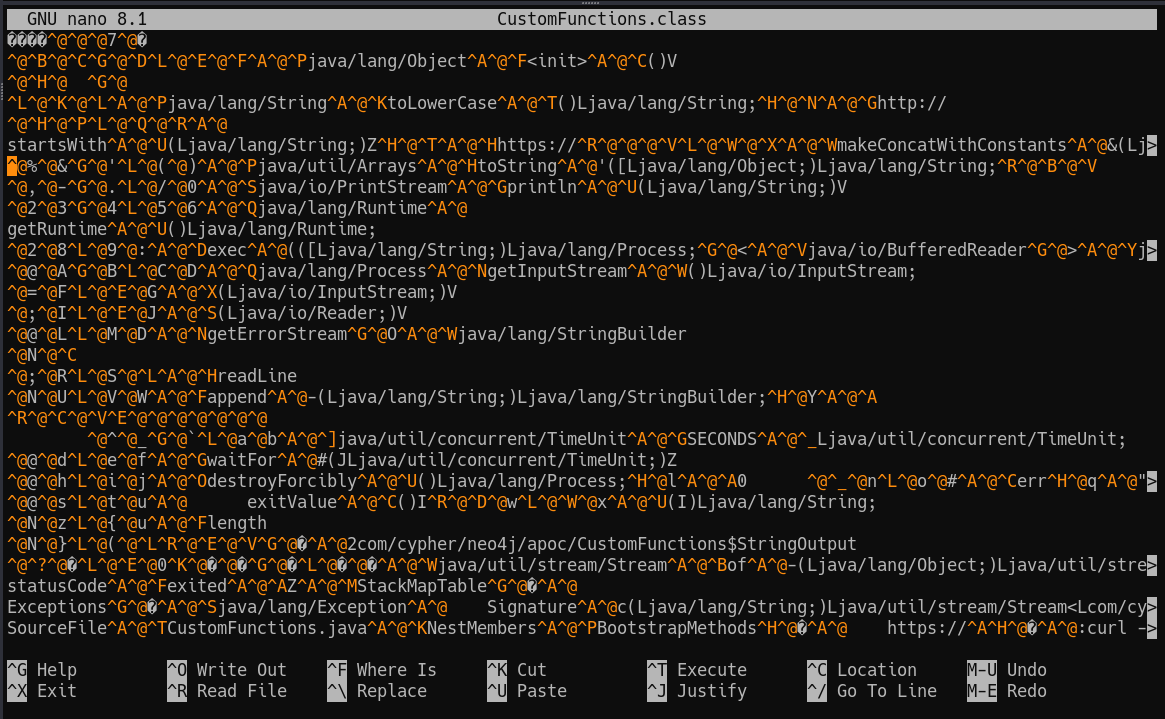 GNU nano 8.1 CustomFunctions.class
����^@^@^@7^@�
^@^B^@^C^G^@^D^L^@^E^@^F^A^@^Pjava/lang/Object^A^@^F<init>^A^@^C()V
^@^H^@  ^G^@
^L^@^K^@^L^A^@^Pjava/lang/String^A^@^KtoLowerCase^A^@^T()Ljava/lang/String;^H^@^N^A^@^Ghttp://
^@^H^@^P^L^@^Q^@^R^A^@
startsWith^A^@^U(Ljava/lang/String;)Z^H^@^T^A^@^Hhttps://^R^@^@^@^V^L^@^W^@^X^A^@^WmakeConcatWithConstants^A^@&(Lj>
^@%^@&^G^@'^L^@(^@)^A^@^Pjava/util/Arrays^A^@^HtoString^A^@'([Ljava/lang/Object;)Ljava/lang/String;^R^@^B^@^V
^@,^@-^G^@.^L^@/^@0^A^@^Sjava/io/PrintStream^A^@^Gprintln^A^@^U(Ljava/lang/String;)V
^@2^@3^G^@4^L^@5^@6^A^@^Qjava/lang/Runtime^A^@
getRuntime^A^@^U()Ljava/lang/Runtime;
^@2^@8^L^@9^@:^A^@^Dexec^A^@(([Ljava/lang/String;)Ljava/lang/Process;^G^@<^A^@^Vjava/io/BufferedReader^G^@>^A^@^Yj>
^@@^@A^G^@B^L^@C^@D^A^@^Qjava/lang/Process^A^@^NgetInputStream^A^@^W()Ljava/io/InputStream;
^@=^@F^L^@^E^@G^A^@^X(Ljava/io/InputStream;)V
^@;^@I^L^@^E^@J^A^@^S(Ljava/io/Reader;)V
^@@^@L^L^@M^@D^A^@^NgetErrorStream^G^@O^A^@^Wjava/lang/StringBuilder
^@N^@^C
^@;^@R^L^@S^@^L^A^@^HreadLine
^@N^@U^L^@V^@W^A^@^Fappend^A^@-(Ljava/lang/String;)Ljava/lang/StringBuilder;^H^@Y^A^@^A
^R^@^C^@^V^E^@^@^@^@^@^@^@
^@^^@_^G^@`^L^@a^@b^A^@^]java/util/concurrent/TimeUnit^A^@^GSECONDS^A^@^_Ljava/util/concurrent/TimeUnit;
^@@^@d^L^@e^@f^A^@^GwaitFor^A^@#(JLjava/util/concurrent/TimeUnit;)Z
^@@^@h^L^@i^@j^A^@^OdestroyForcibly^A^@^U()Ljava/lang/Process;^H^@l^A^@^A0      ^@^_^@n^L^@o^@#^A^@^Cerr^H^@q^A^@">
^@@^@s^L^@t^@u^A^@      exitValue^A^@^C()I^R^@^D^@w^L^@^W^@x^A^@^U(I)Ljava/lang/String;
^@N^@z^L^@{^@u^A^@^Flength
^@N^@}^L^@(^@^L^R^@^E^@^V^G^@�^A^@2com/cypher/neo4j/apoc/CustomFunctions$StringOutput
^@^?^@�^L^@^E^@0^K^@�^@�^G^@�^L^@�^@�^A^@^Wjava/util/stream/Stream^A^@^Bof^A^@-(Ljava/lang/Object;)Ljava/util/stre>
statusCode^A^@^Fexited^A^@^AZ^A^@^MStackMapTable^G^@�^A^@
Exceptions^G^@�^A^@^Sjava/lang/Exception^A^@    Signature^A^@c(Ljava/lang/String;)Ljava/util/stream/Stream<Lcom/cy>
SourceFile^A^@^TCustomFunctions.java^A^@^KNestMembers^A^@^PBootstrapMethods^H^@�^A^@    https://^A^H^@�^A^@:curl ->
^G Help ^O Write Out ^F Where Is ^K Cut ^T Execute ^C Location M-U Undo
^X Exit ^R Read File ^\ Replace ^U Paste ^J Justify ^/ Go To Line M-E Redo